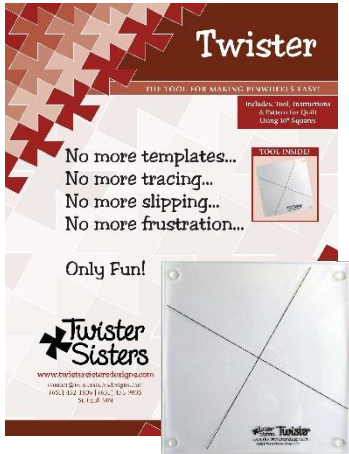 Twister
THE TOOL FOR MAKING PINWHEELS EASY!
Includes, Tool, Instructions
& Pattern for Quilt
Using 10" Squares
TOOL INSIDE!
No more templates...
No more tracing...
No more slipping...
No more frustration...
Only Fun!
Twister
Sisters
www.twistersistersdesigns.com
Twister Sisters Twister